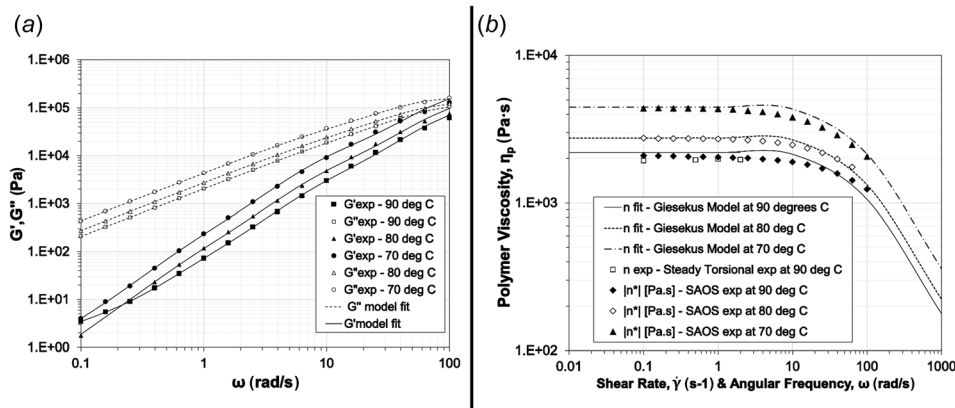 (a)
1.E+06
1.E+05
1.E+04
1.E+03
1.E+02
1.E+01
1.E+00
G',G" (Pa)
0.1 1 10 100
ω (rad/s)
G'exp - 90 deg C
G"exp - 90 deg C
G'exp - 80 deg C
G'exp - 70 deg C
G"exp - 80 deg C
G"exp - 70 deg C
G" model fit
G'model fit
(b)
1.E+04
1.E+03
1.E+02
Polymer Viscosity, ηp (Pa·s)
0.01 0.1 1 10 100 1000
Shear Rate, γ̇ (s-1) & Angular Frequency, ω (rad/s)
n fit - Giesekus Model at 90 degrees C
n fit - Giesekus Model at 80 deg C
n fit - Giesekus Model at 70 deg C
n exp - Steady Torsional exp at 90 deg C
|n*| [Pa.s] - SAOS exp at 90 deg C
|n*| [Pa.s] - SAOS exp at 80 deg C
|n*| [Pa.s] - SAOS exp at 70 deg C